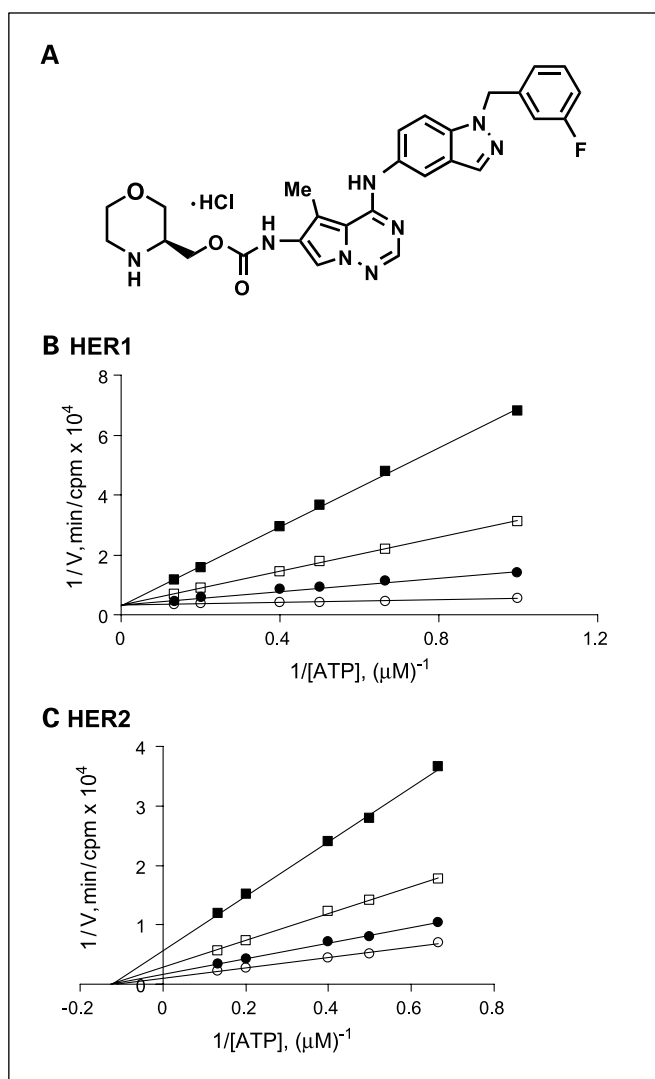 A
F
N
N
HN
Me
O
·HCl
H
N
O
N
N
N
N
H
O
B HER1
8
6
4
2
0
1/ V,min/cpm x 10⁴
0
0.4
0.8
1.2
1/[ATP], (μM)⁻¹
C HER2
4
3
2
1
0
1/ V,min/cpm x 10⁴
-0.2
0
0.2
0.4
0.6
0.8
1/[ATP], (μM)⁻¹